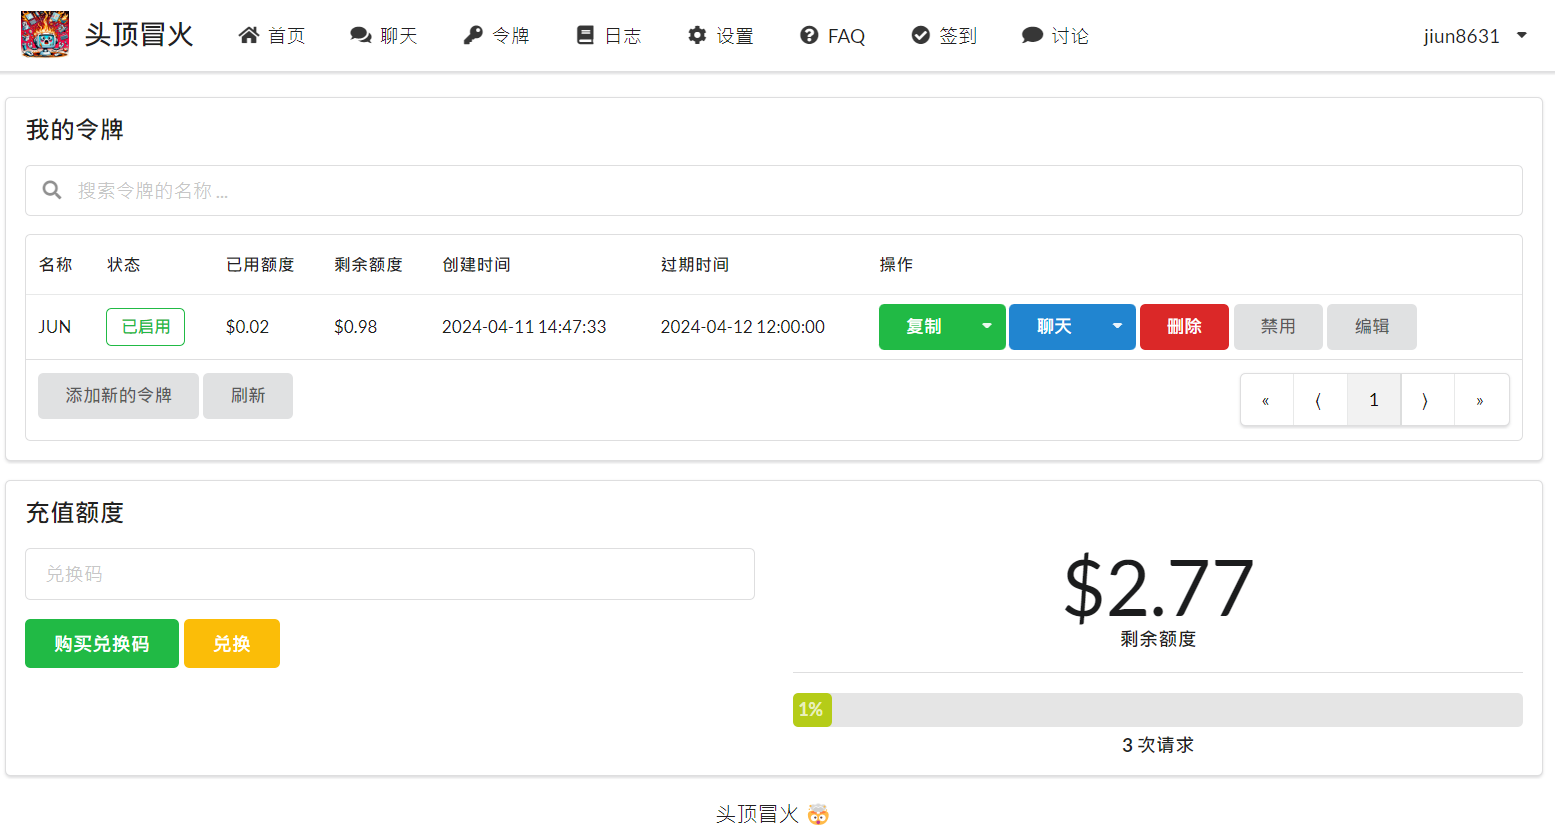 头顶冒火 首页 聊天 令牌 日志 设置 FAQ 签到 讨论 jiun8631
我的令牌
搜索令牌的名称 ...
名称 状态 已用额度 剩余额度 创建时间 过期时间 操作
JUN 已启用 $0.02 $0.98 2024-04-11 14:47:33 2024-04-12 12:00:00 复制 聊天 删除 禁用 编辑
添加新的令牌 刷新 « ⟨ 1 ⟩ »
充值额度
兑换码
购买兑换码 兑换
$2.77
剩余额度
1%
3 次请求
头顶冒火 🤯